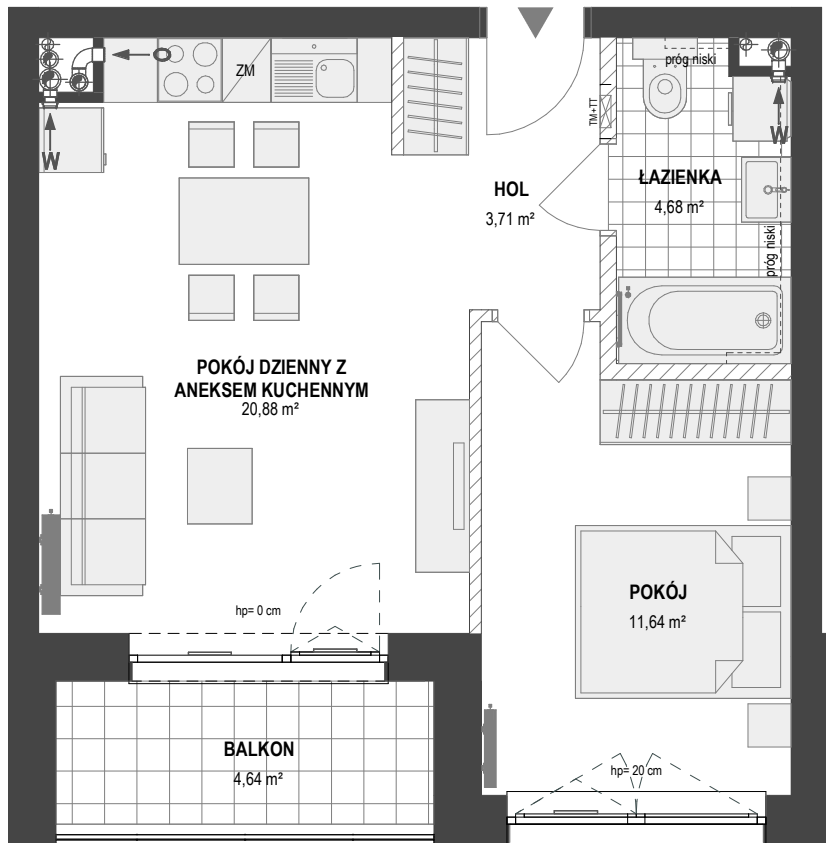 ZM
próg niski
TM+TT
W
W
HOL
3,71 m²
ŁAZIENKA
4,68 m²
próg niski
POKÓJ DZIENNY Z
ANEKSEM KUCHENNYM
20,88 m²
hp= 0 cm
POKÓJ
11,64 m²
BALKON
4,64 m²
hp= 20 cm